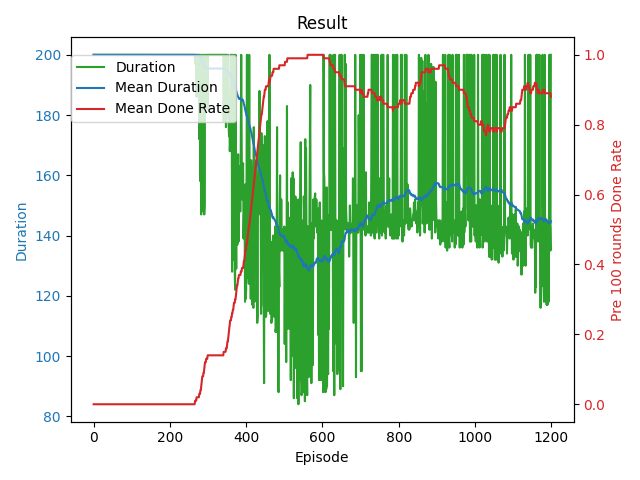 Result
Duration
Mean Duration
Mean Done Rate
200
180
160
140
120
100
80
Duration
1.0
0.8
0.6
0.4
0.2
0.0
Pre 100 rounds Done Rate
0
200
400
600
800
1000
1200
Episode